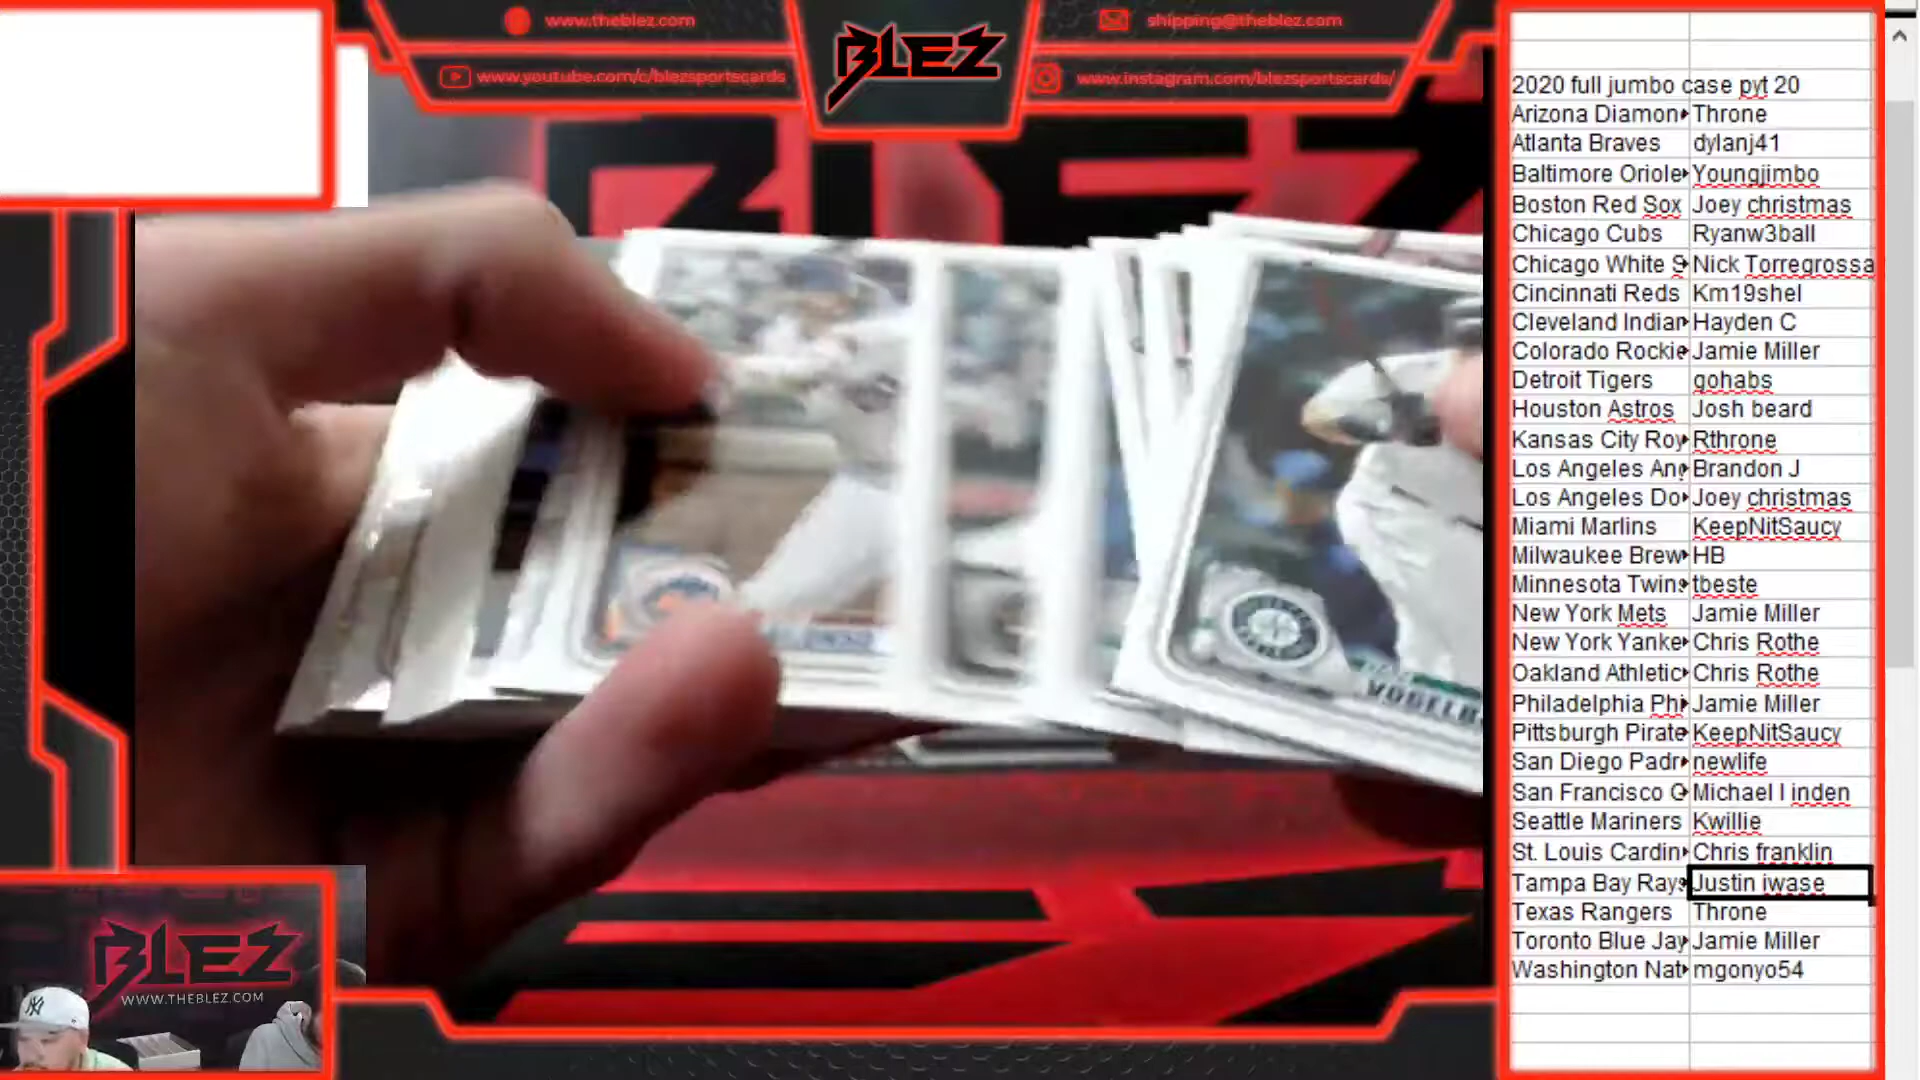 www.theblez.com
shipping@theblez.com
BLEZ
www.youtube.com/c/blezsportscards
www.instagram.com/blezsportscards/
2020 full jumbo case pyt 20
Arizona Diamon Throne
Atlanta Braves dylanj41
Baltimore Oriole Youngjimbo
Boston Red Sox Joey christmas
Chicago Cubs Ryanw3ball
Chicago White S Nick Torregrossa
Cincinnati Reds Km19shel
Cleveland Indian Hayden C
Colorado Rockie Jamie Miller
Detroit Tigers gohabs
Houston Astros Josh beard
Kansas City Roy Rthrone
Los Angeles Ang Brandon J
Los Angeles Do Joey christmas
Miami Marlins KeepNitSaucy
Milwaukee Brew HB
Minnesota Twins tbeste
New York Mets Jamie Miller
New York Yanke Chris Rothe
Oakland Athletic Chris Rothe
Philadelphia Phi Jamie Miller
Pittsburgh Pirate KeepNitSaucy
San Diego Padr newlife
San Francisco G Michael l inden
Seattle Mariners Kwillie
St. Louis Cardin Chris franklin
Tampa Bay Rays Justin iwase
Texas Rangers Throne
Toronto Blue Jay Jamie Miller
Washington Nat mgonyo54
BLEZ
VOGELB
BLEZ
WWW.THEBLEZ.COM
NY